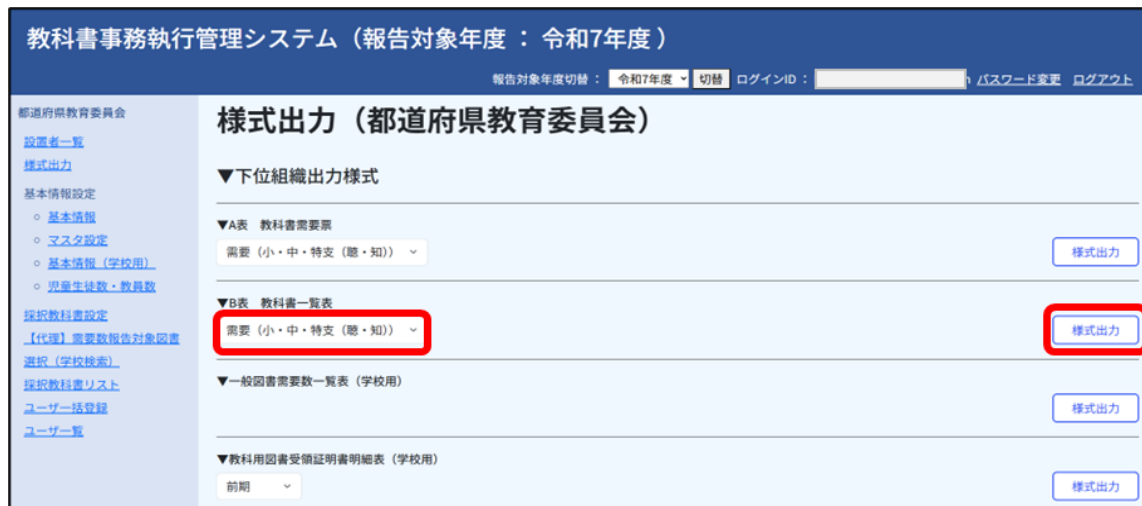 教科書事務執行管理システム（報告対象年度 ： 令和7年度 ）
報告対象年度切替 ： 令和7年度 切替 ログインID ： パスワード変更 ログアウト
都道府県教育委員会
設置者一覧
様式出力
基本情報設定
基本情報
マスタ設定
基本情報（学校用）
児童生徒数・教員数
採択教科書設定
【代理】需要数報告対象図書
選択（学校検索）
採択教科書リスト
ユーザ一括登録
ユーザ一覧
様式出力（都道府県教育委員会）
▼下位組織出力様式
▼A表 教科書需要票
需要（小・中・特支（聴・知）） 様式出力
▼B表 教科書一覧表
需要（小・中・特支（聴・知）） 様式出力
▼一般図書需要数一覧表（学校用）
様式出力
▼教科用図書受領証明書明細表（学校用）
前期 様式出力